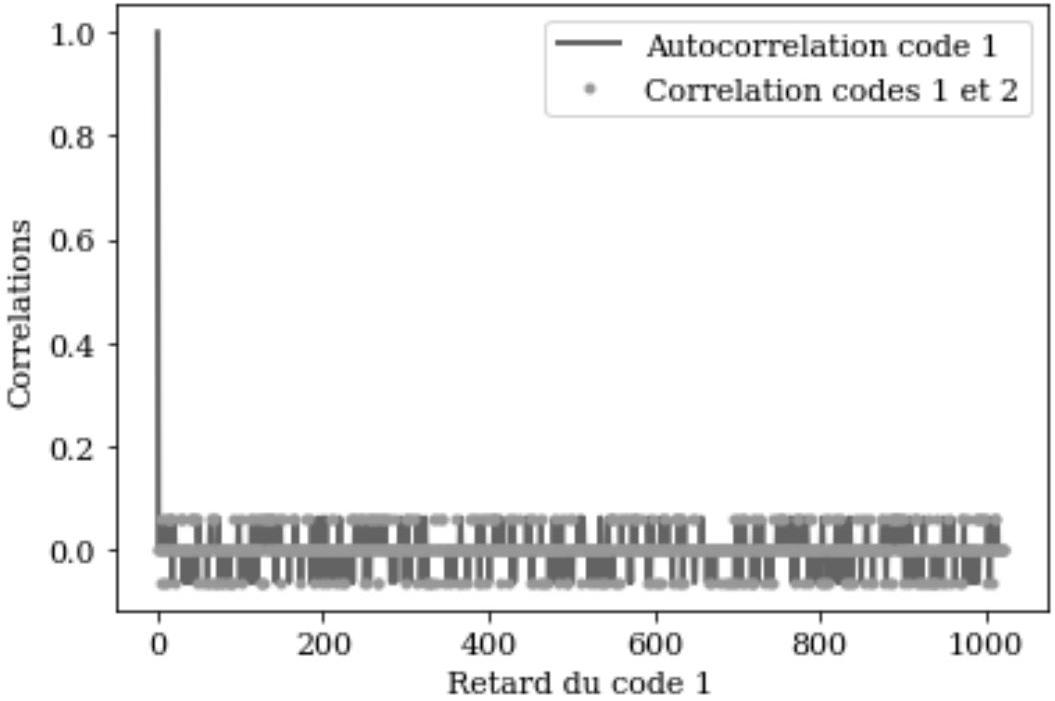 1.0
0.8
0.6
0.4
0.2
0.0
Correlations
Autocorrelation code 1
Correlation codes 1 et 2
0 200 400 600 800 1000
Retard du code 1